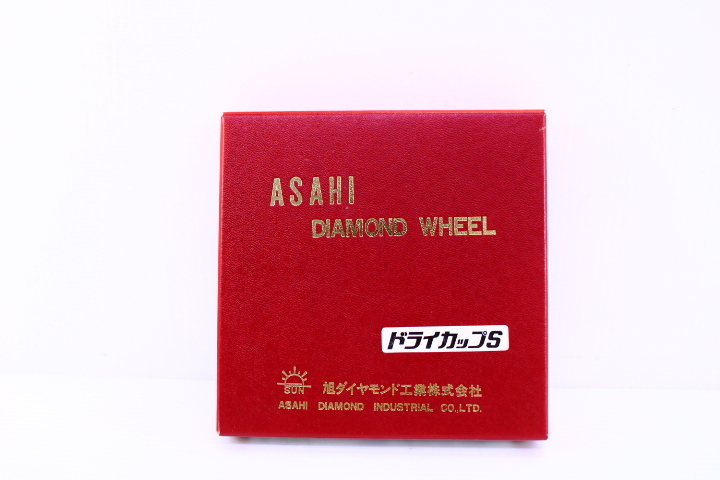 ASAHI
DIAMOND WHEEL
ドライカップS
SUN
旭ダイヤモンド工業株式会社
ASAHI DIAMOND INDUSTRIAL CO.,LTD.